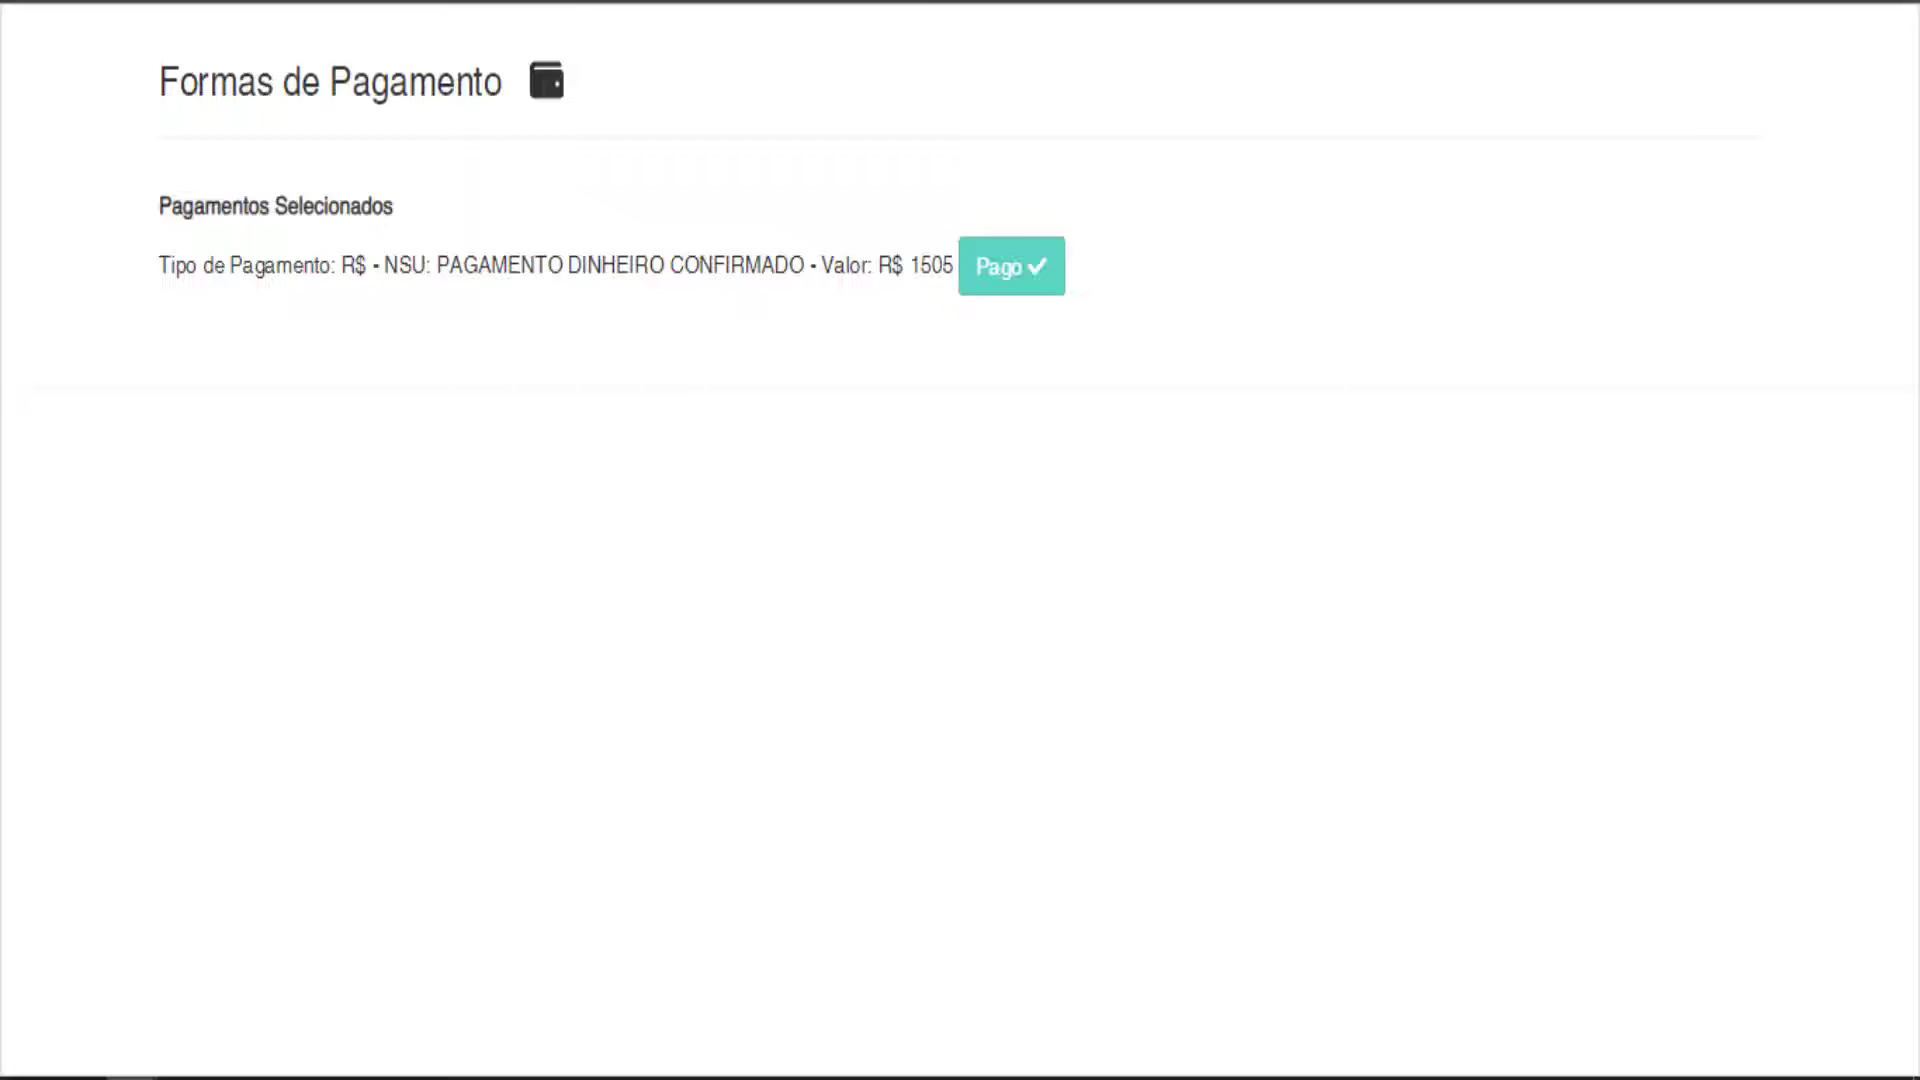 Formas de Pagamento
Pagamentos Selecionados
Tipo de Pagamento: R$ - NSU: PAGAMENTO DINHEIRO CONFIRMADO - Valor: R$ 1505 Pago